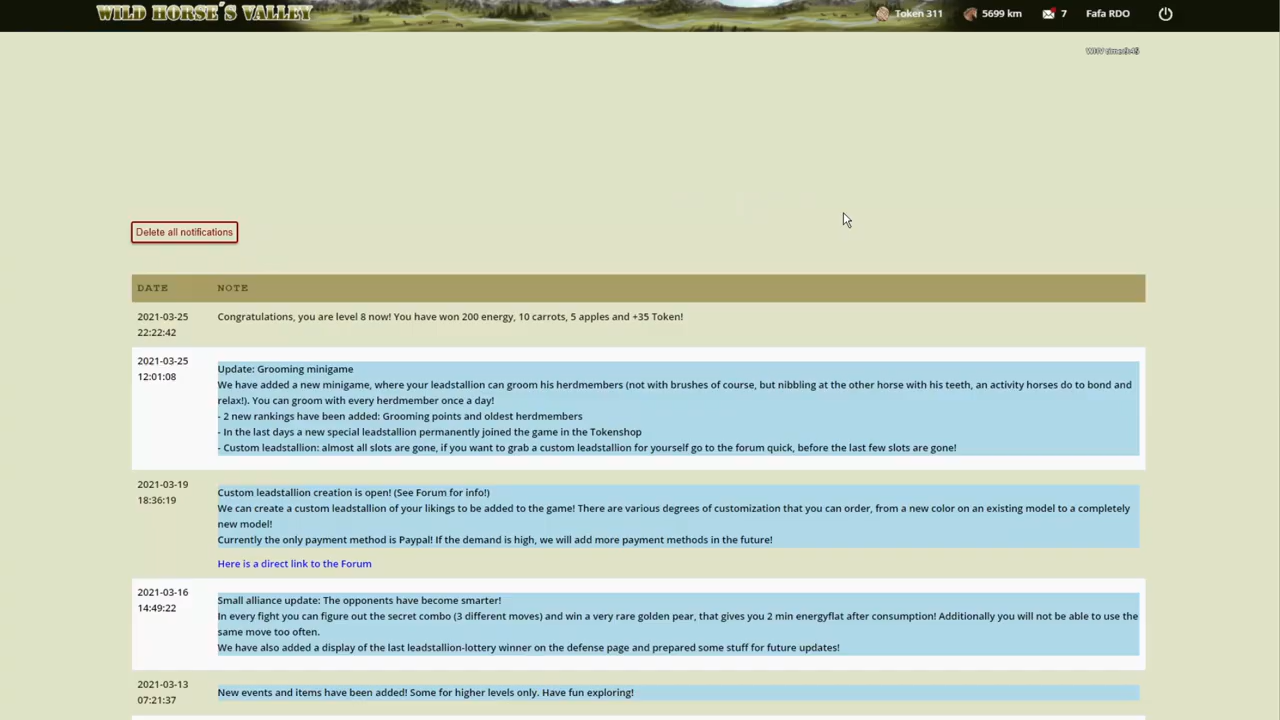 WILD HORSE'S VALLEY
Token 311
5699 km
7
Fafa RDO
Delete all notifications
DATE NOTE
2021-03-25
22:22:42
Congratulations, you are level 8 now! You have won 200 energy, 10 carrots, 5 apples and +35 Token!
2021-03-25
12:01:08
Update: Grooming minigame
We have added a new minigame, where your leadstallion can groom his herdmembers (not with brushes of course, but nibbling at the other horse with his teeth, an activity horses do to bond and
relax!). You can groom with every herdmember once a day!
- 2 new rankings have been added: Grooming points and oldest herdmembers
- In the last days a new special leadstallion permanently joined the game in the Tokenshop
- Custom leadstallion: almost all slots are gone, if you want to grab a custom leadstallion for yourself go to the forum quick, before the last few slots are gone!
2021-03-19
18:36:19
Custom leadstallion creation is open! (See Forum for info!)
We can create a custom leadstallion of your likings to be added to the game! There are various degrees of customization that you can order, from a new color on an existing model to a completely
new model!
Currently the only payment method is Paypal! If the demand is high, we will add more payment methods in the future!
Here is a direct link to the Forum
2021-03-16
14:49:22
Small alliance update: The opponents have become smarter!
In every fight you can figure out the secret combo (3 different moves) and win a very rare golden pear, that gives you 2 min energyflat after consumption! Additionally you will not be able to use the
same move too often.
We have also added a display of the last leadstallion-lottery winner on the defense page and prepared some stuff for future updates!
2021-03-13
07:21:37
New events and items have been added! Some for higher levels only. Have fun exploring!